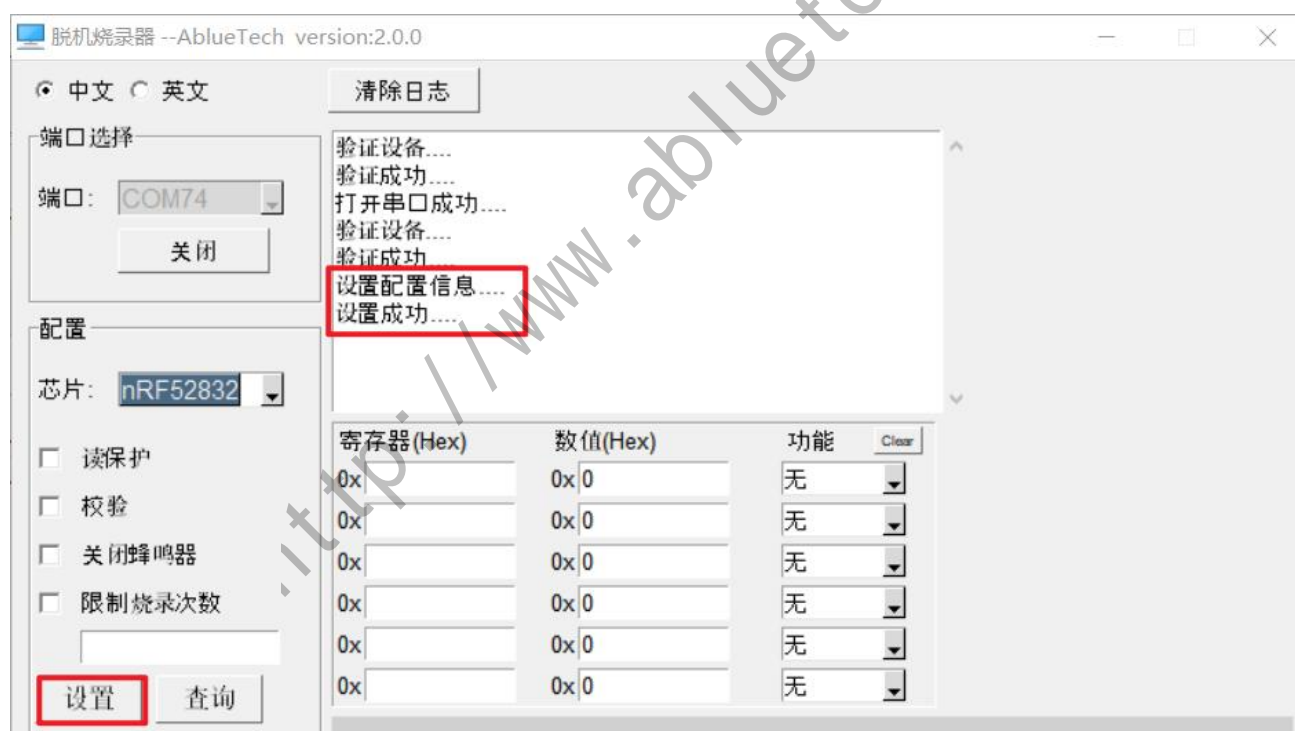 脱机烧录器 --AblueTech version:2.0.0
中文 英文
清除日志
端口选择
端口: COM74
关闭
验证设备....
验证成功....
打开串口成功....
验证设备....
验证成功....
设置配置信息....
设置成功....
配置
芯片: nRF52832
读保护
校验
关闭蜂鸣器
限制烧录次数
设置 查询
寄存器(Hex) 数值(Hex) 功能 Clear
0x 0x 0 无
0x 0x 0 无
0x 0x 0 无
0x 0x 0 无
0x 0x 0 无
0x 0x 0 无
http://www.abluetc